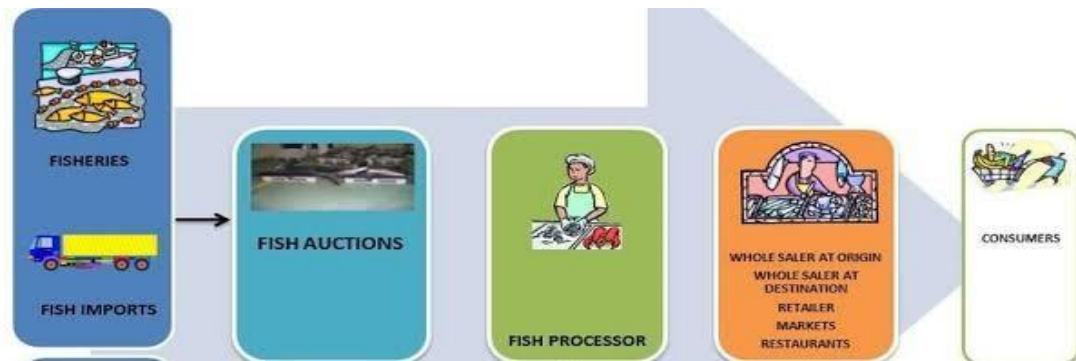 FISHERIES
FISH IMPORTS
FISH AUCTIONS
FISH PROCESSOR
WHOLE SALER AT ORIGIN
WHOLE SALER AT
DESTINATION
RETAILER
MARKETS
RESTAURANTS
CONSUMERS